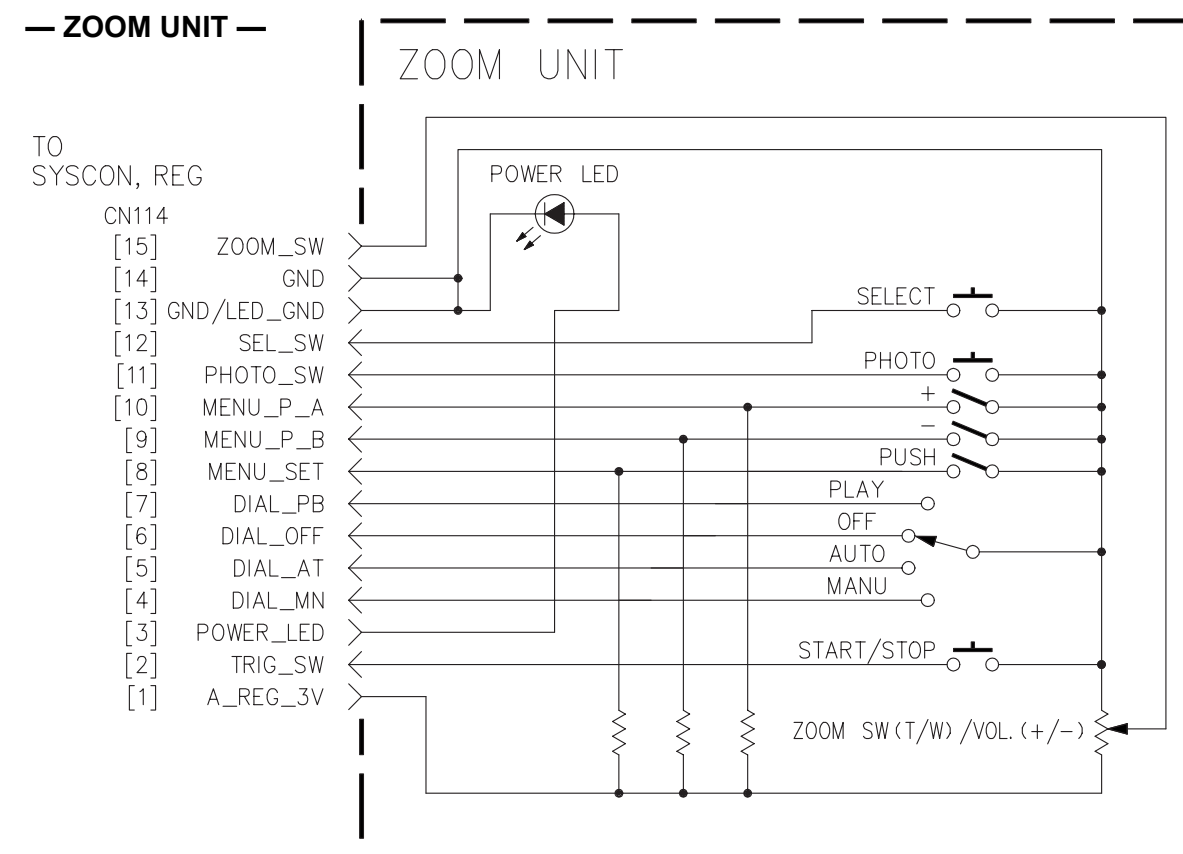 — ZOOM UNIT —
ZOOM UNIT
TO
SYSCON, REG
CN114
POWER LED
[15] ZOOM_SW
[14] GND
[13] GND/LED_GND
SELECT
[12] SEL_SW
PHOTO
[11] PHOTO_SW
+
[10] MENU_P_A
−
[9] MENU_P_B
PUSH
[8] MENU_SET
PLAY
[7] DIAL_PB
OFF
[6] DIAL_OFF
AUTO
[5] DIAL_AT
MANU
[4] DIAL_MN
[3] POWER_LED
START/STOP
[2] TRIG_SW
[1] A_REG_3V
ZOOM SW(T/W)/VOL.(+/−)